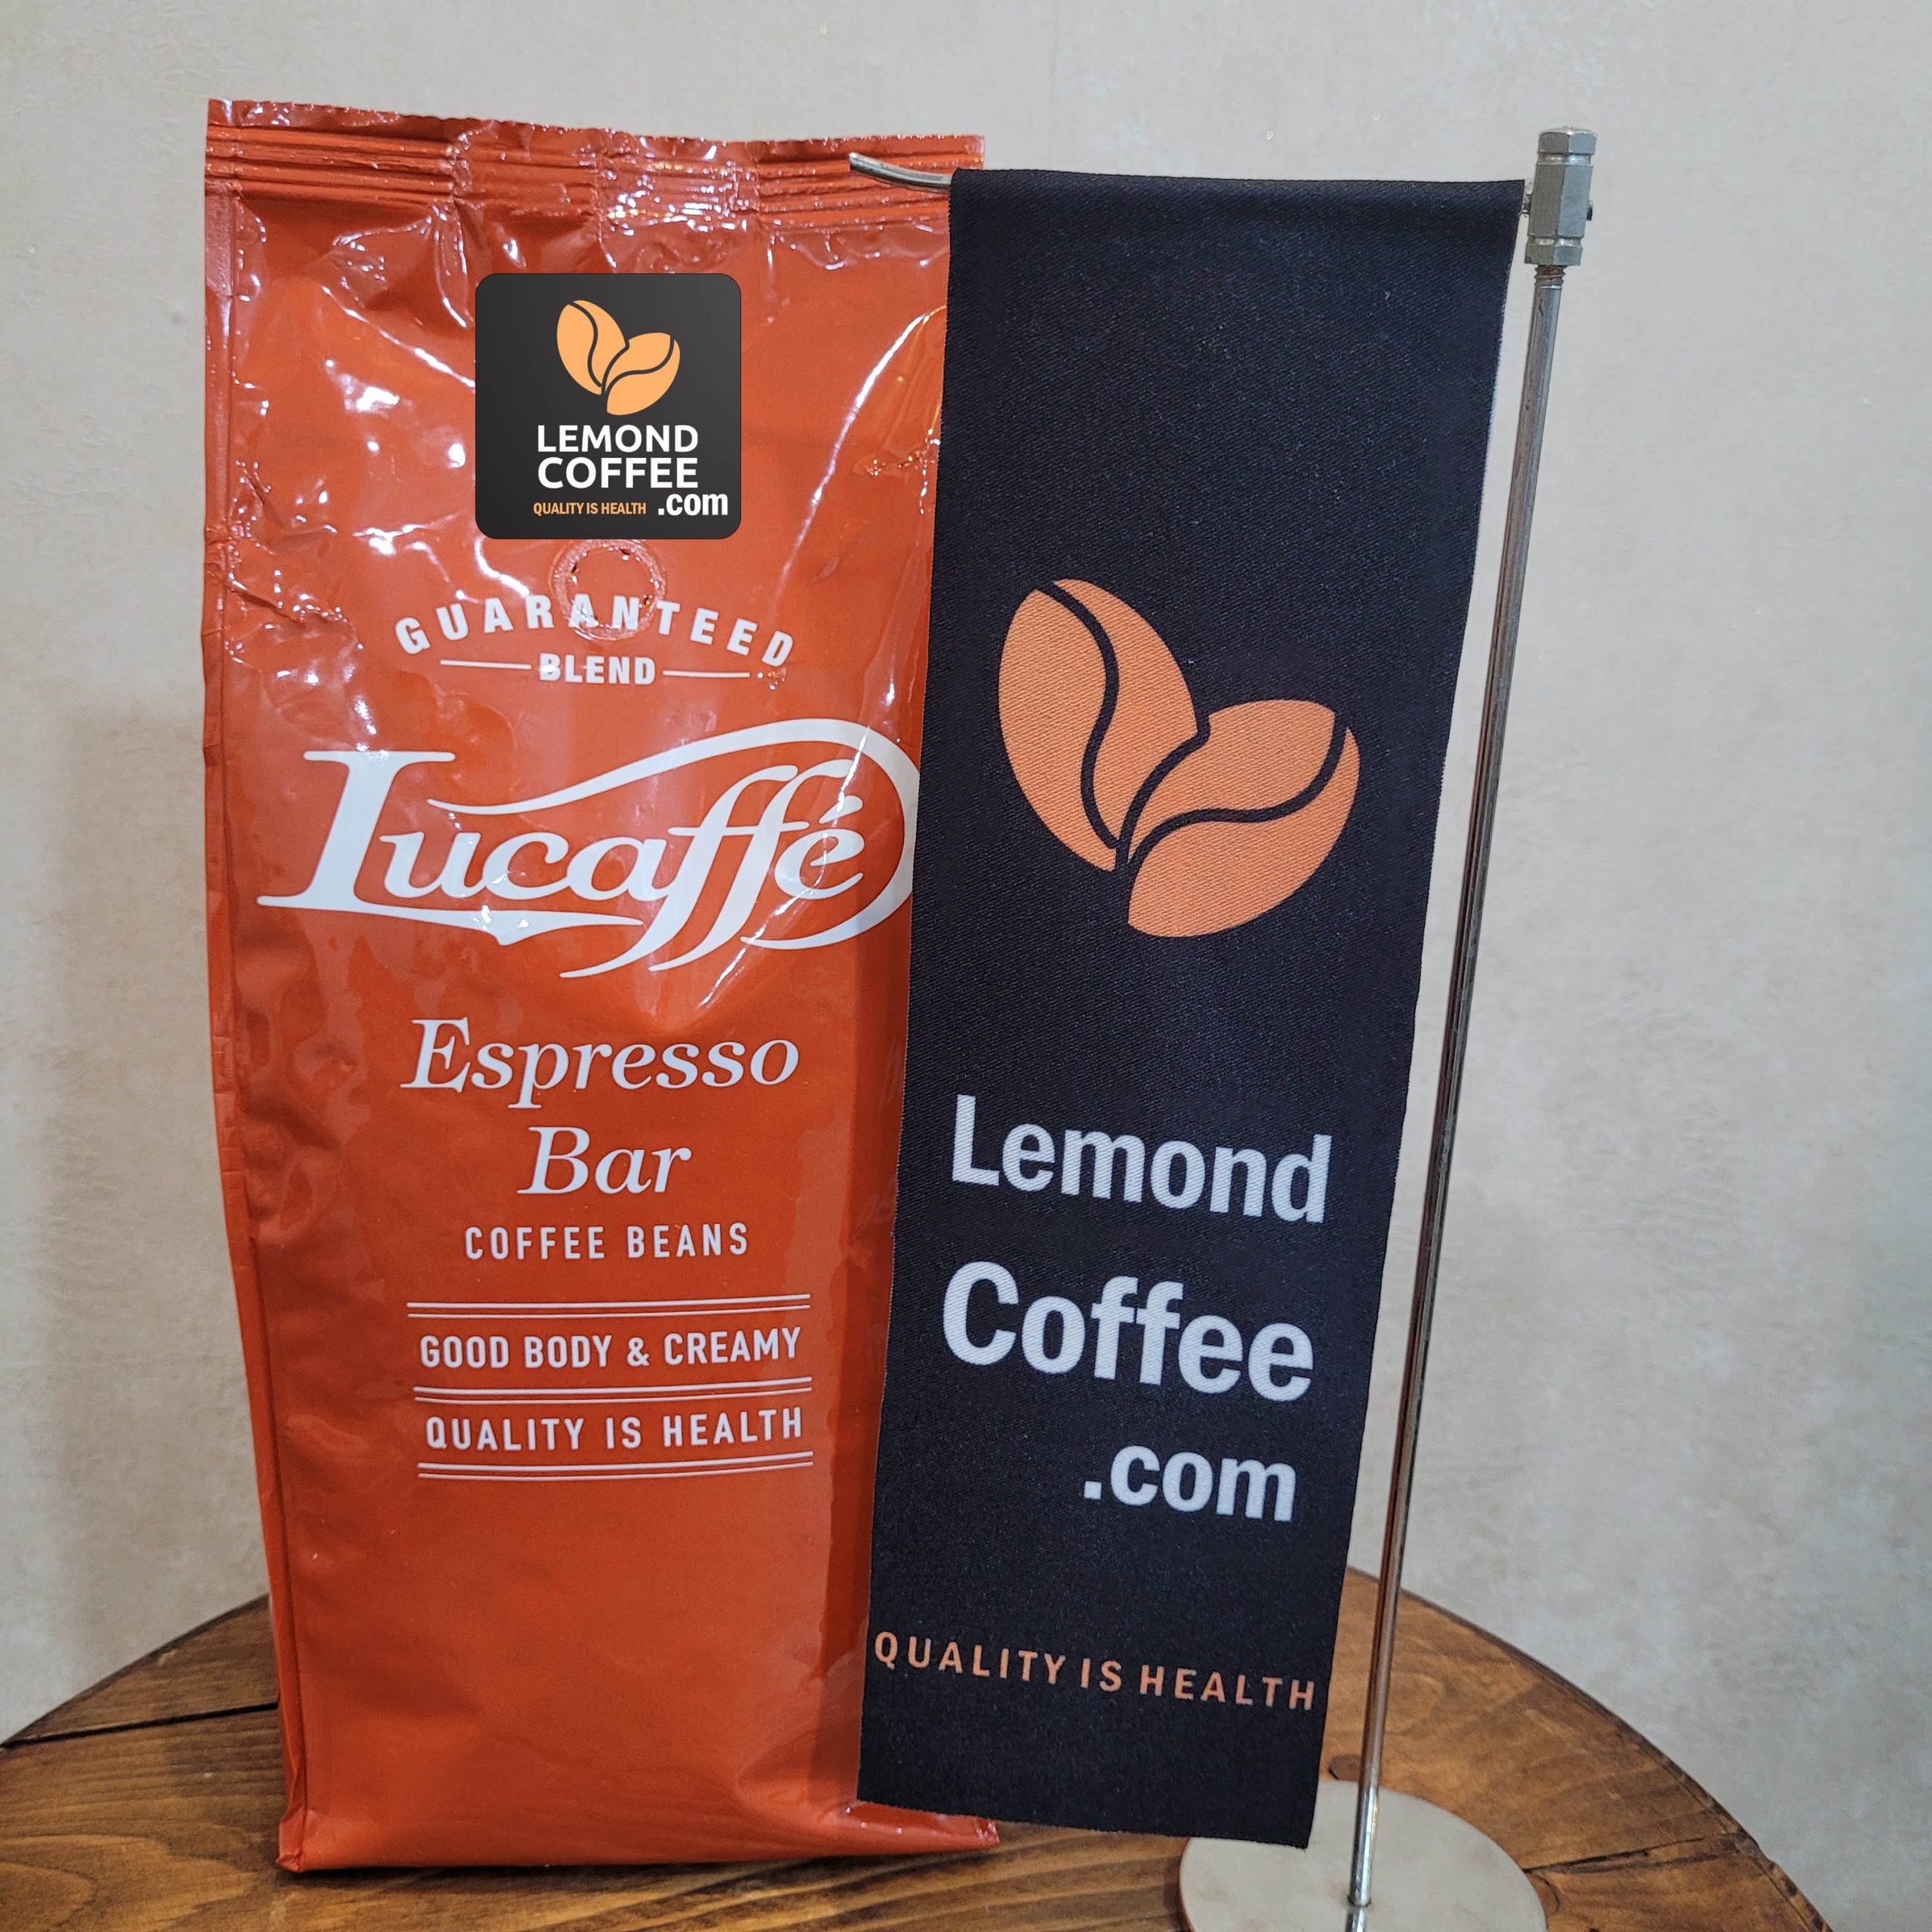 LEMOND
COFFEE
QUALITY IS HEALTH .com
GUARANTEED
BLEND
Lucaffé
Espresso
Bar
COFFEE BEANS
GOOD BODY & CREAMY
QUALITY IS HEALTH
Lemond
Coffee
.com
QUALITY IS HEALTH